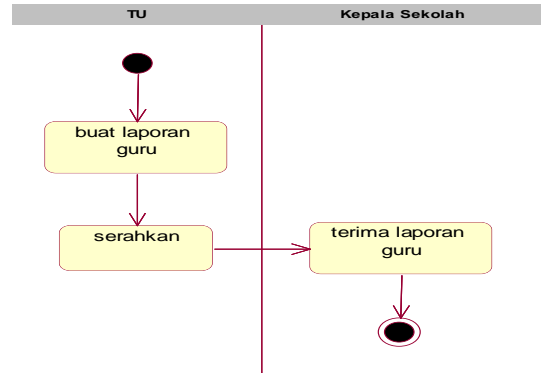 TU
Kepala Sekolah
buat laporan
guru
serahkan
terima laporan
guru